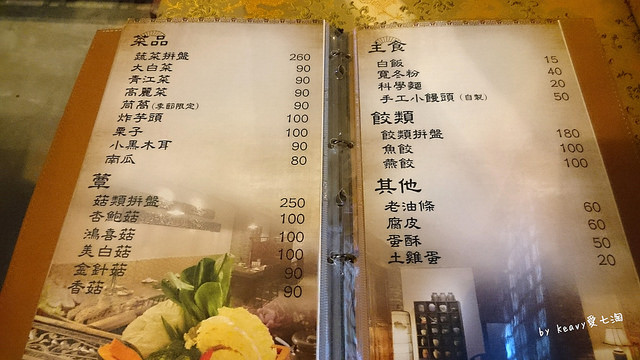 菜品
蔬菜拼盤 260
大白菜 90
青江菜 90
高麗菜 90
茼萵(季節限定) 90
炸芋頭 100
栗子 100
小黑木耳 90
南瓜 80
蕈
菇類拼盤 250
杏鮑菇 100
鴻喜菇 100
美白菇 100
金針菇 90
香菇 90
主食
白飯 15
寬冬粉 40
科學麵 20
手工小饅頭(自製) 50
餃類
餃類拼盤 180
魚餃 100
燕餃 100
其他
老油條 60
腐皮 60
蛋酥 50
土雞蛋 20
by keavy愛七淘